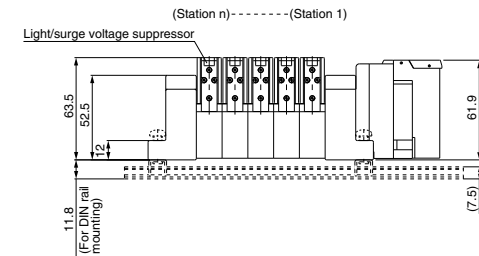 (Station n)--------(Station 1)
Light/surge voltage suppressor
63.5
52.5
12
61.9
11.8
(For DIN rail
mounting)
(7.5)